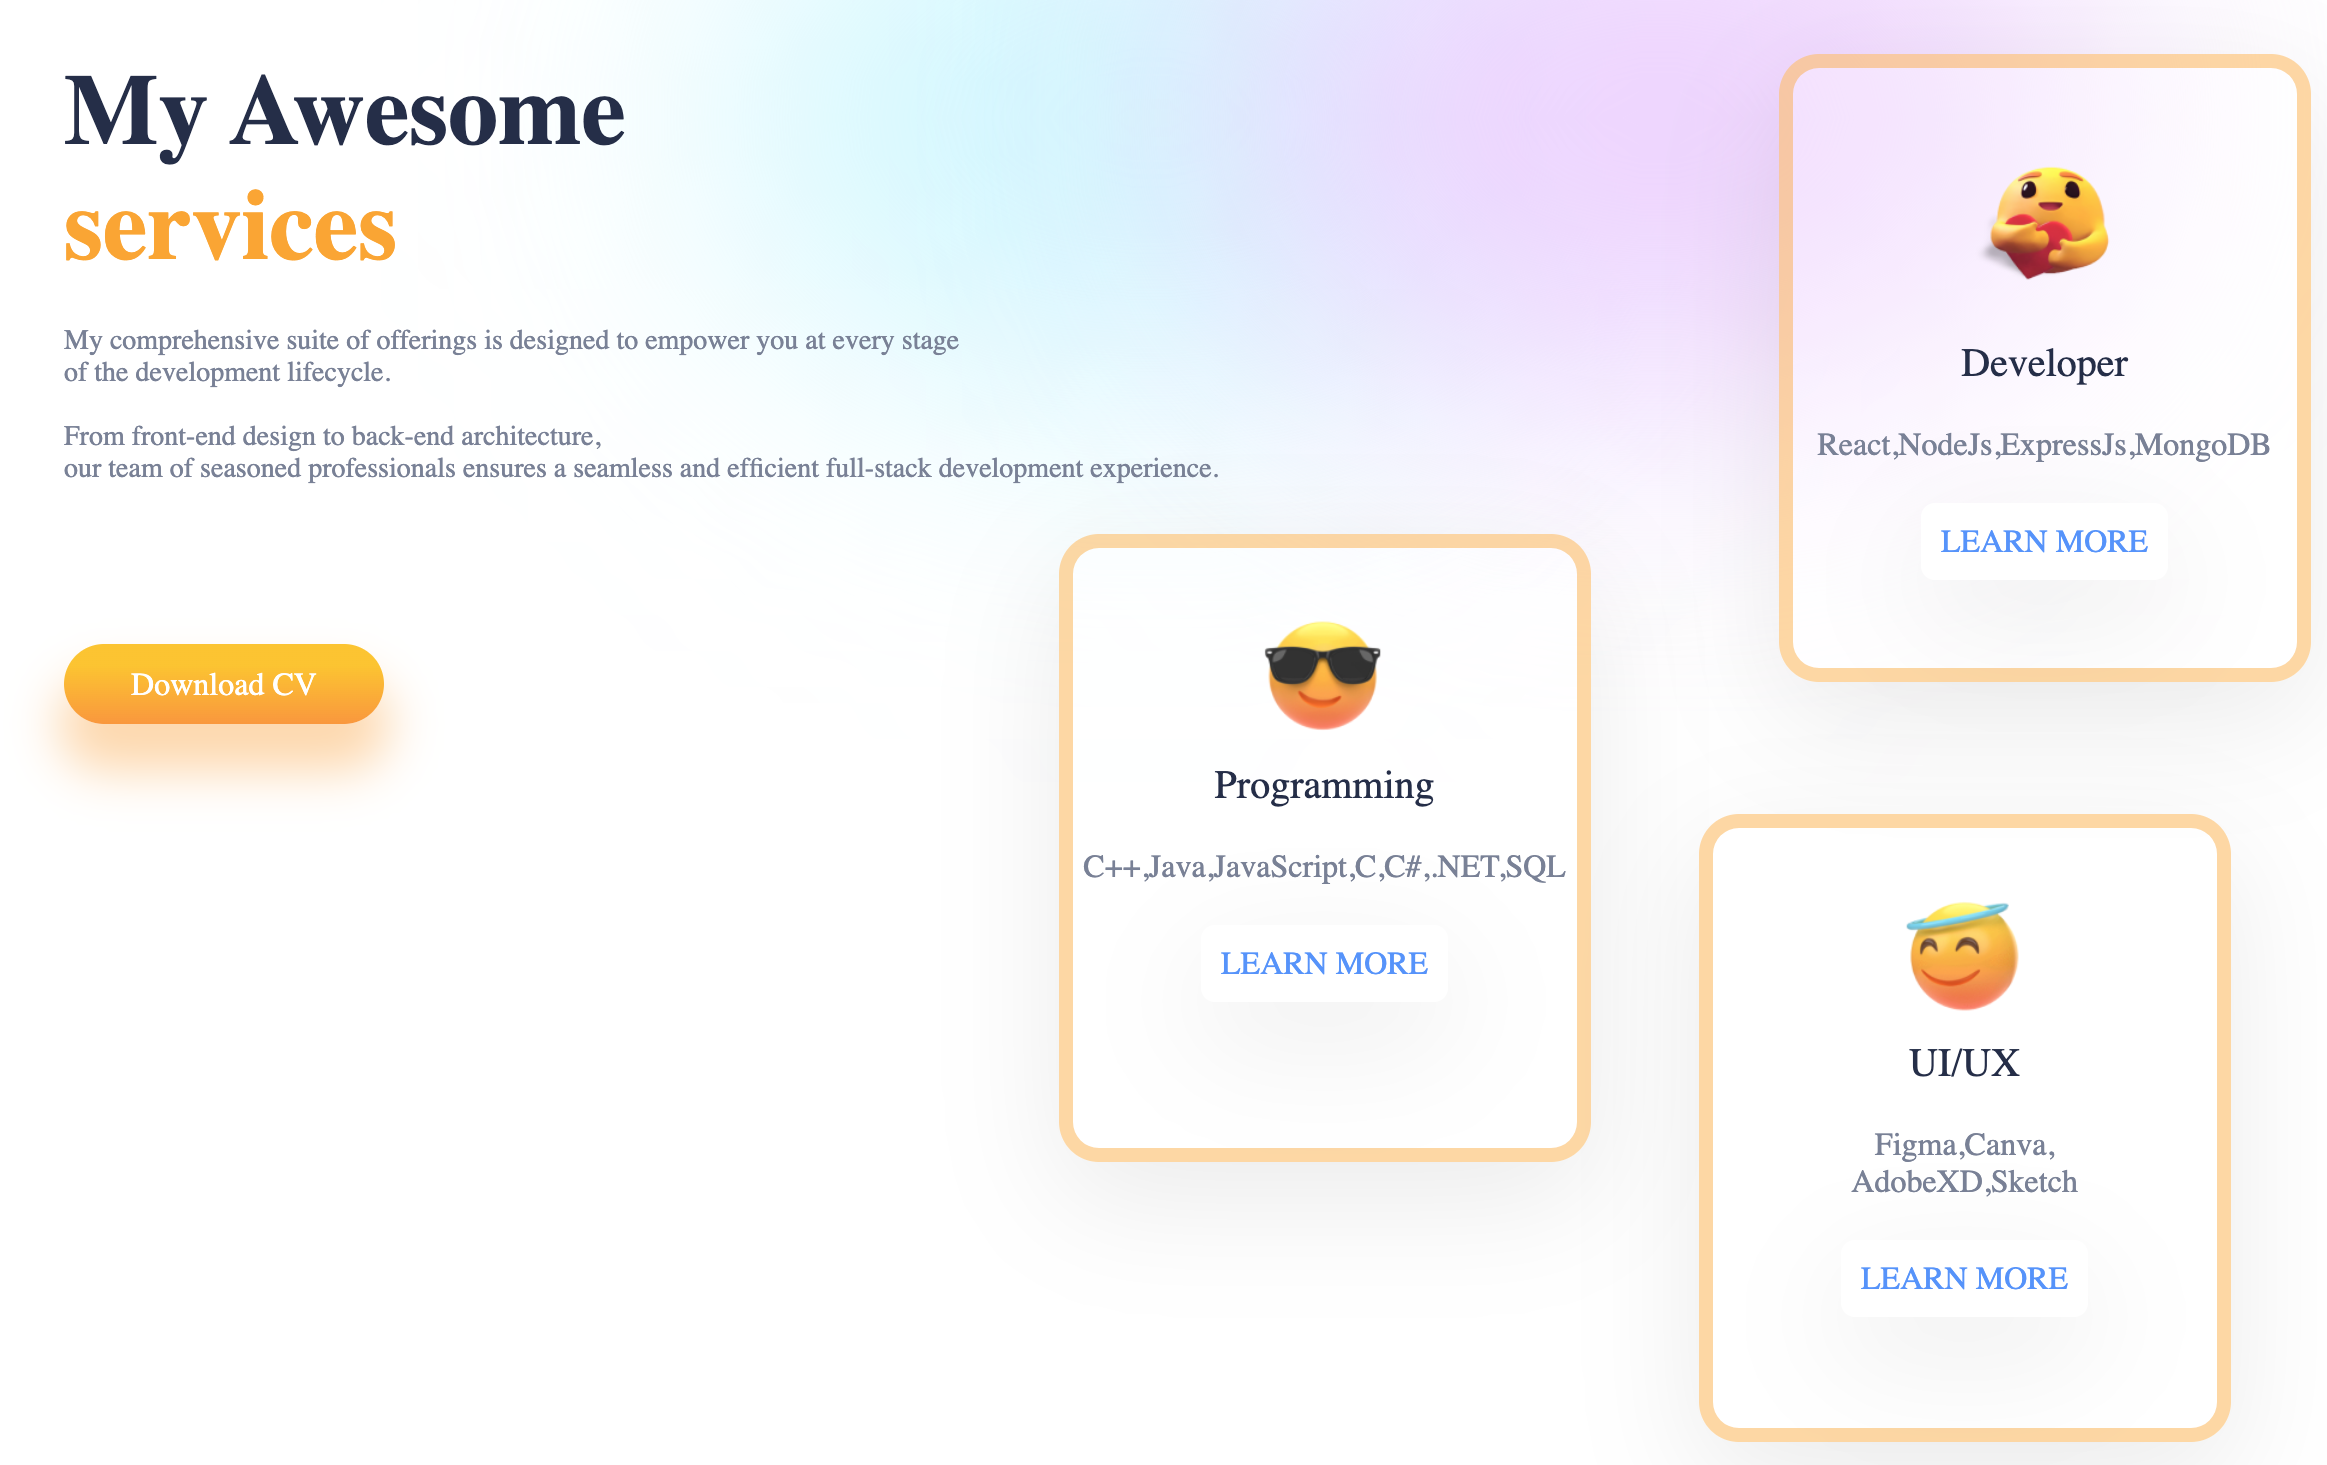 My Awesome
services
My comprehensive suite of offerings is designed to empower you at every stage
of the development lifecycle.
From front-end design to back-end architecture,
our team of seasoned professionals ensures a seamless and efficient full-stack development experience.
Download CV
Developer
React,NodeJs,ExpressJs,MongoDB
LEARN MORE
Programming
C++,Java,JavaScript,C,C#,.NET,SQL
LEARN MORE
UI/UX
Figma,Canva,
AdobeXD,Sketch
LEARN MORE